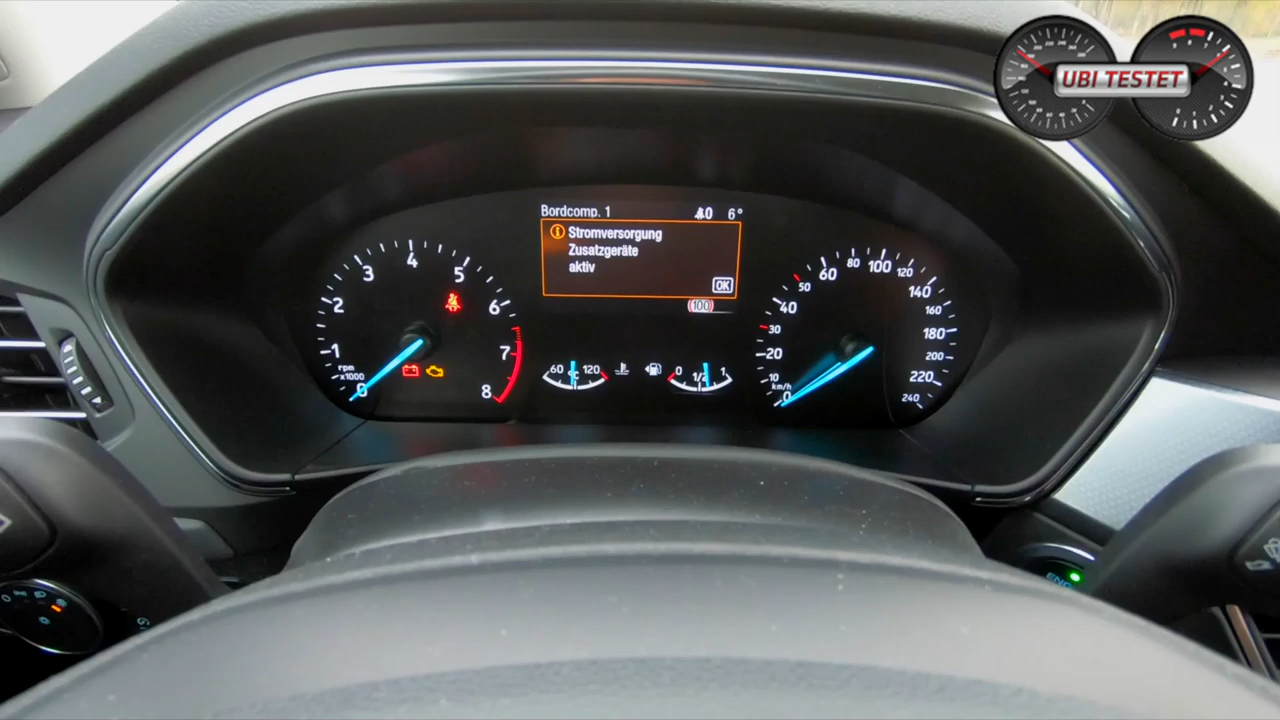 UBI TESTET
Bordcomp. 1
0 6°
Stromversorgung
Zusatzgeräte
aktiv
OK
100
0 1 2 3 4 5 6 7 8
rpm
x1000
60 °C 120
0 1/2 1
0 10 20 30 40 50 60 80 100 120 140 160 180 200 220 240
km/h